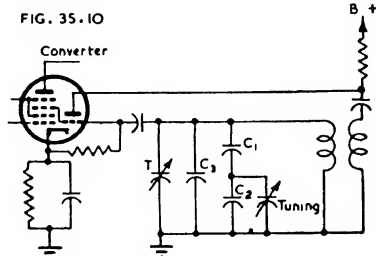 FIG. 35.10
B +
Converter
T
C3
C1
C2
Tuning